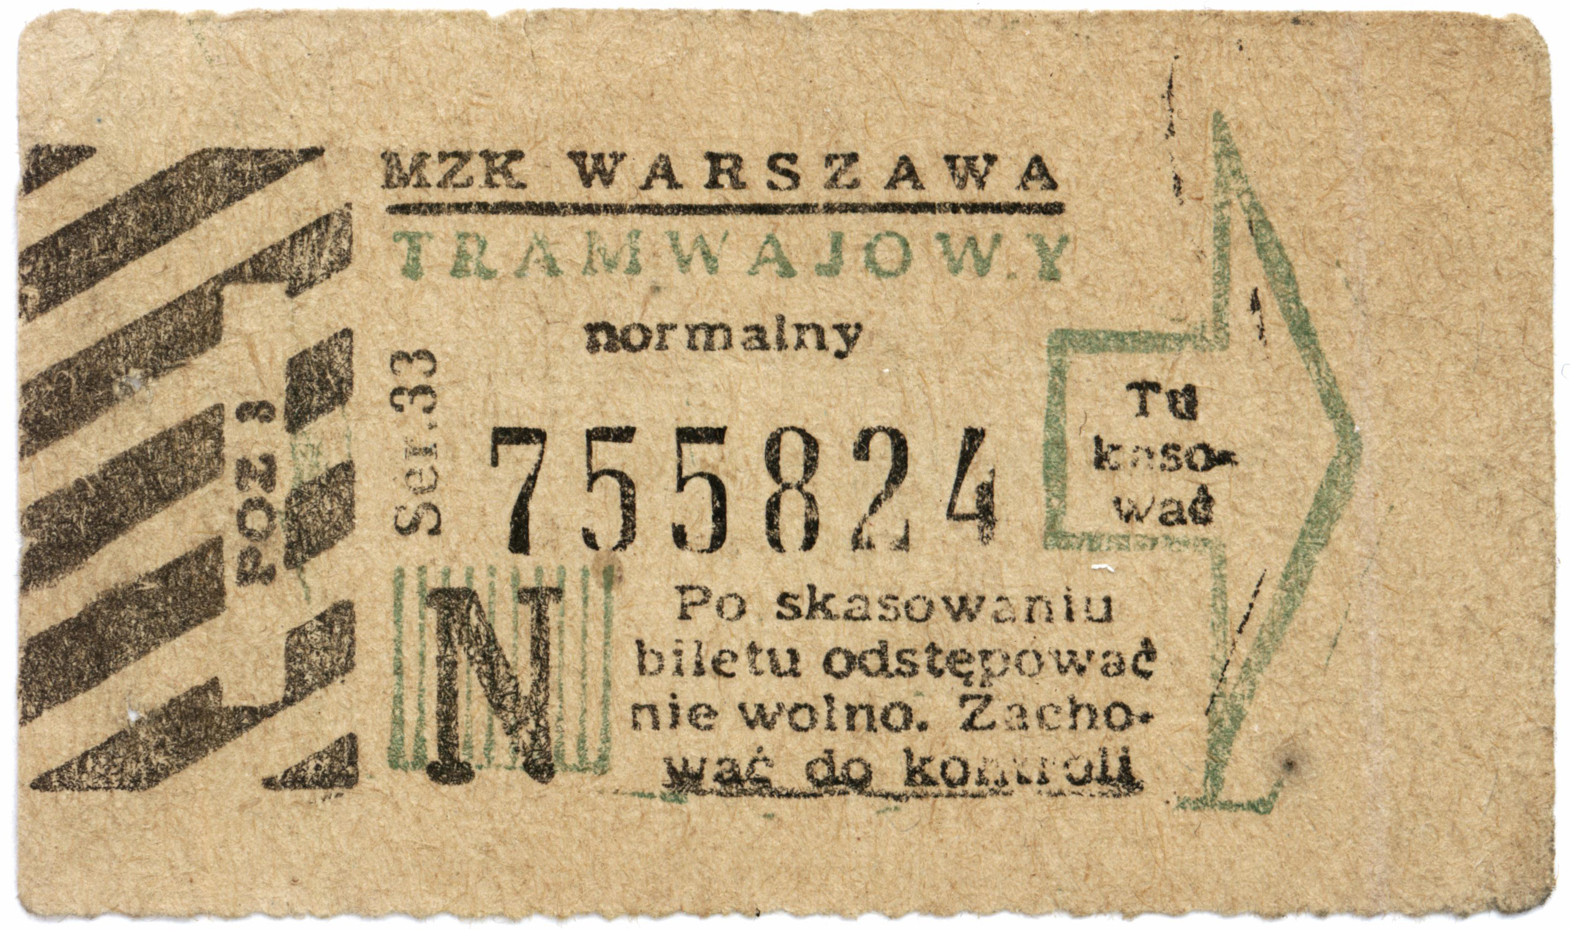 MZK WARSZAWA
TRAMWAJOWY
normalny
POZ 3
Ser.33
755824
Tu
kaso-
wać
N
Po skasowaniu
biletu odstępować
nie wolno. Zacho-
wać do kontroli